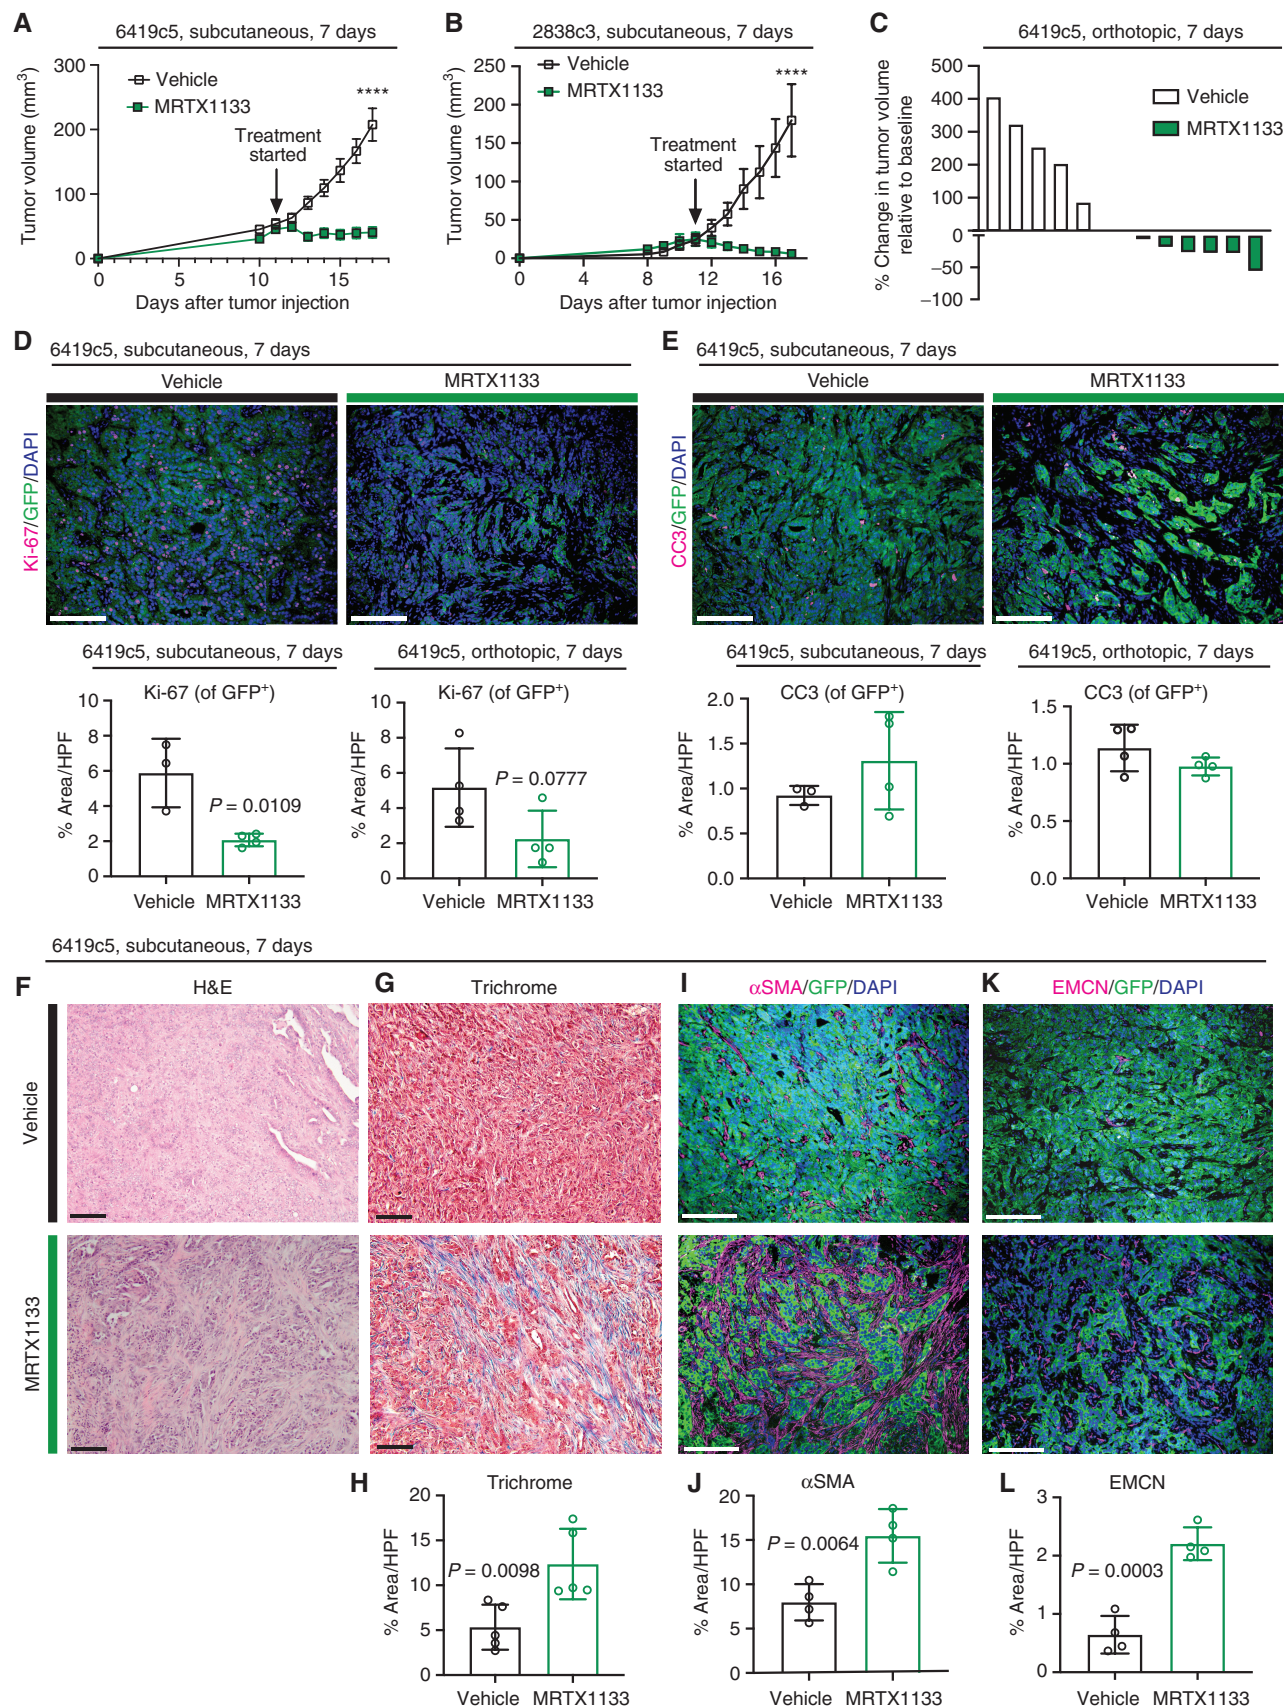 A
6419c5, subcutaneous, 7 days
Tumor volume (mm³)
300
200
100
0
Vehicle
MRTX1133
Treatment
started
****
0
5
10
15
Days after tumor injection
B
2838c3, subcutaneous, 7 days
Tumor volume (mm³)
250
200
150
100
50
0
Vehicle
MRTX1133
Treatment
started
****
0
4
8
12
16
Days after tumor injection
C
6419c5, orthotopic, 7 days
% Change in tumor volume
relative to baseline
500
400
300
200
100
0
−50
−100
Vehicle
MRTX1133
D
6419c5, subcutaneous, 7 days
Vehicle
MRTX1133
Ki-67/GFP/DAPI
6419c5, subcutaneous, 7 days
Ki-67 (of GFP⁺)
% Area/HPF
10
8
6
4
2
0
P = 0.0109
Vehicle MRTX1133
6419c5, orthotopic, 7 days
Ki-67 (of GFP⁺)
% Area/HPF
10
8
6
4
2
0
P = 0.0777
Vehicle MRTX1133
E
6419c5, subcutaneous, 7 days
Vehicle
MRTX1133
CC3/GFP/DAPI
6419c5, subcutaneous, 7 days
CC3 (of GFP⁺)
% Area/HPF
2.0
1.5
1.0
0.5
0.0
Vehicle MRTX1133
6419c5, orthotopic, 7 days
CC3 (of GFP⁺)
% Area/HPF
1.5
1.0
0.5
0.0
Vehicle MRTX1133
6419c5, subcutaneous, 7 days
F
H&E
G
Trichrome
I
αSMA/GFP/DAPI
K
EMCN/GFP/DAPI
Vehicle
MRTX1133
H
Trichrome
% Area/HPF
20
15
10
5
0
P = 0.0098
Vehicle MRTX1133
J
αSMA
% Area/HPF
20
15
10
5
0
P = 0.0064
Vehicle MRTX1133
L
EMCN
% Area/HPF
3
2
1
0
P = 0.0003
Vehicle MRTX1133